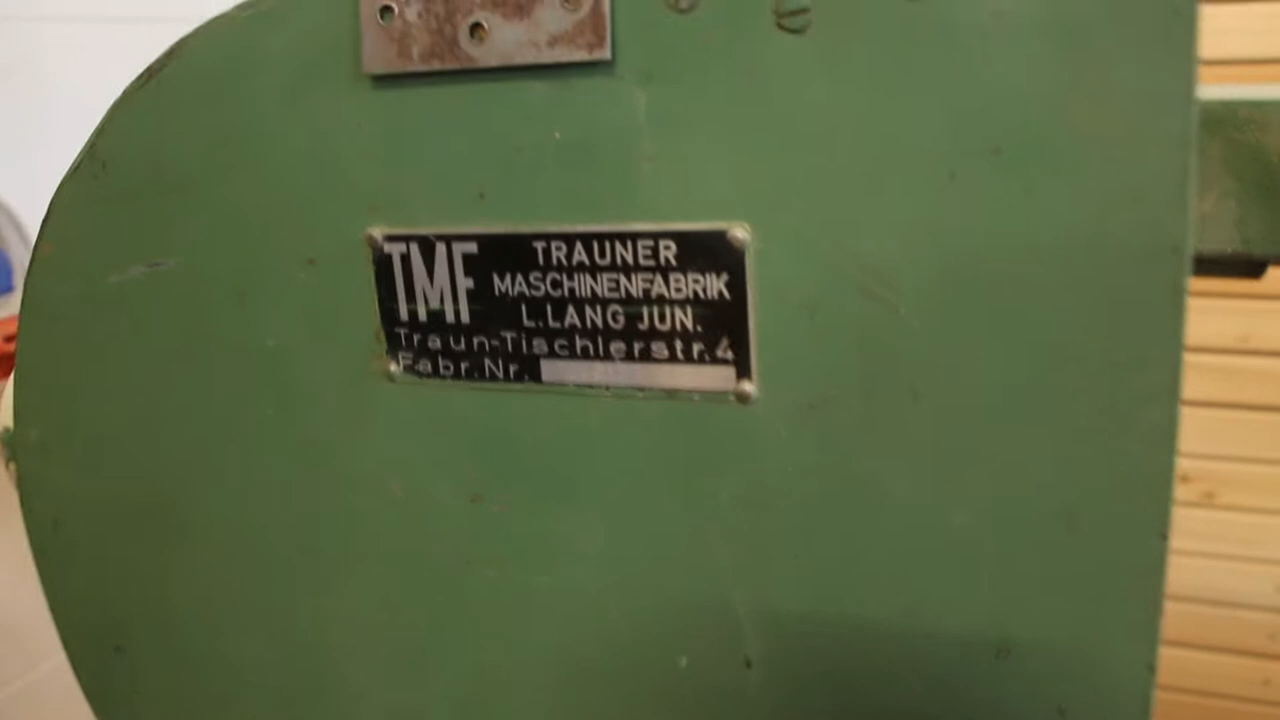 TMF
TRAUNER
MASCHINENFABRIK
L.LANG JUN.
Traun-Tischlerstr.4
Fabr.Nr.